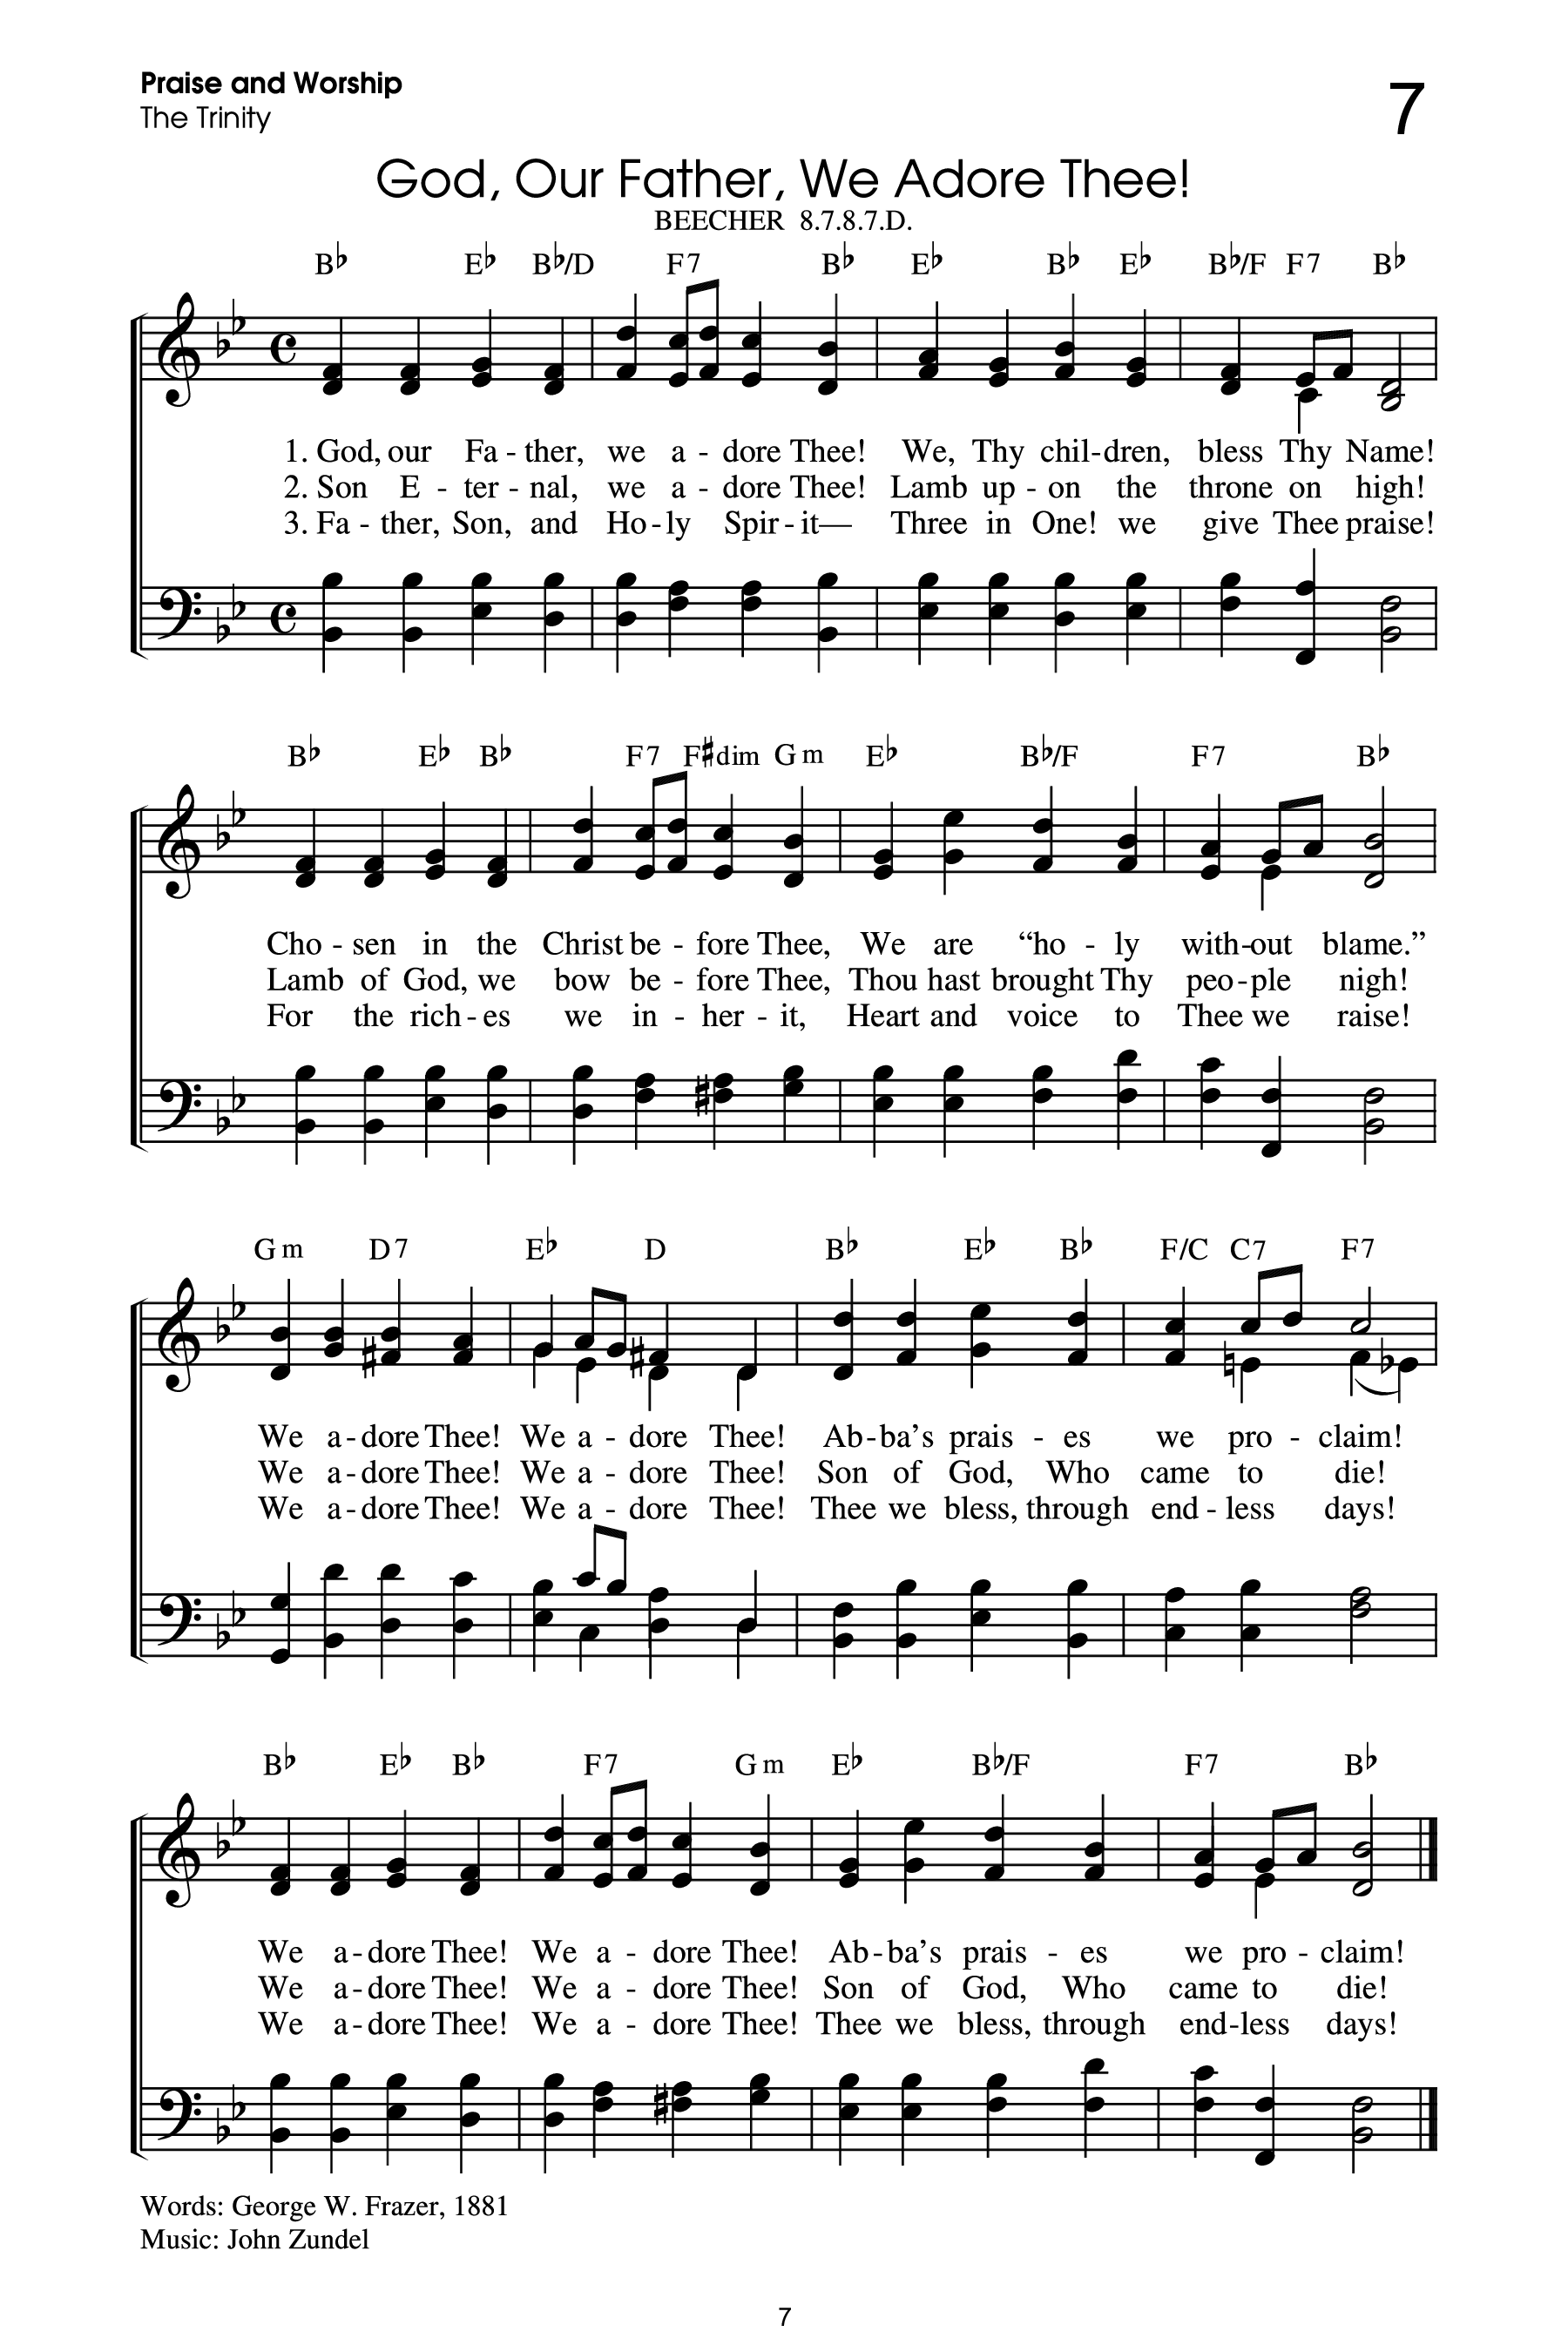 Praise and Worship
The Trinity
7
God, Our Father, We Adore Thee!
BEECHER 8.7.8.7.D.
B♭ E♭ B♭/D F7 B♭ E♭ B♭ E♭ B♭/F F7 B♭
1. God, our Fa - ther, we a - dore Thee! We, Thy chil - dren, bless Thy Name!
2. Son E - ter - nal, we a - dore Thee! Lamb up - on the throne on high!
3. Fa - ther, Son, and Ho - ly Spir - it— Three in One! we give Thee praise!
B♭ E♭ B♭ F7 F♯dim Gm E♭ B♭/F F7 B♭
Cho - sen in the Christ be - fore Thee, We are “ho - ly with - out blame.”
Lamb of God, we bow be - fore Thee, Thou hast brought Thy peo - ple nigh!
For the rich - es we in - her - it, Heart and voice to Thee we raise!
Gm D7 E♭ D B♭ E♭ B♭ F/C C7 F7
We a - dore Thee! We a - dore Thee! Ab - ba’s prais - es we pro - claim!
We a - dore Thee! We a - dore Thee! Son of God, Who came to die!
We a - dore Thee! We a - dore Thee! Thee we bless, through end - less days!
B♭ E♭ B♭ F7 Gm E♭ B♭/F F7 B♭
We a - dore Thee! We a - dore Thee! Ab - ba’s prais - es we pro - claim!
We a - dore Thee! We a - dore Thee! Son of God, Who came to die!
We a - dore Thee! We a - dore Thee! Thee we bless, through end - less days!
Words: George W. Frazer, 1881
Music: John Zundel
7